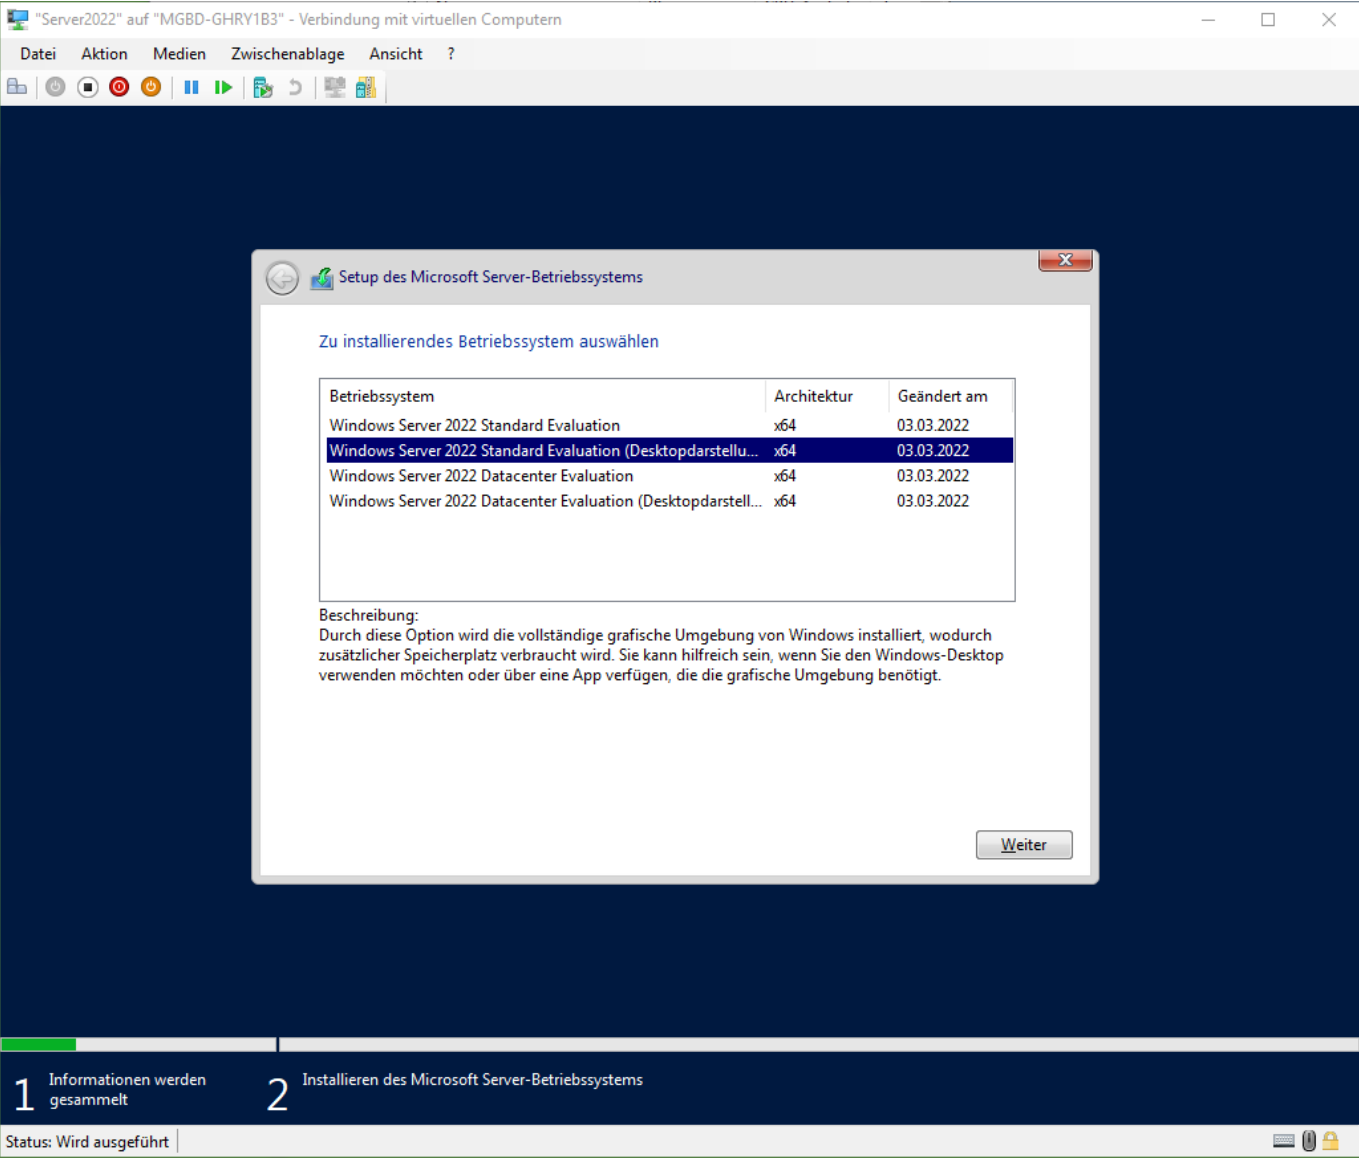 "Server2022" auf "MGBD-GHRY1B3" - Verbindung mit virtuellen Computern
Datei Aktion Medien Zwischenablage Ansicht ?
Setup des Microsoft Server-Betriebssystems
Zu installierendes Betriebssystem auswählen
Betriebssystem Architektur Geändert am
Windows Server 2022 Standard Evaluation x64 03.03.2022
Windows Server 2022 Standard Evaluation (Desktopdarstellu... x64 03.03.2022
Windows Server 2022 Datacenter Evaluation x64 03.03.2022
Windows Server 2022 Datacenter Evaluation (Desktopdarstell... x64 03.03.2022
Beschreibung:
Durch diese Option wird die vollständige grafische Umgebung von Windows installiert, wodurch
zusätzlicher Speicherplatz verbraucht wird. Sie kann hilfreich sein, wenn Sie den Windows-Desktop
verwenden möchten oder über eine App verfügen, die die grafische Umgebung benötigt.
Weiter
1 Informationen werden
gesammelt
2 Installieren des Microsoft Server-Betriebssystems
Status: Wird ausgeführt